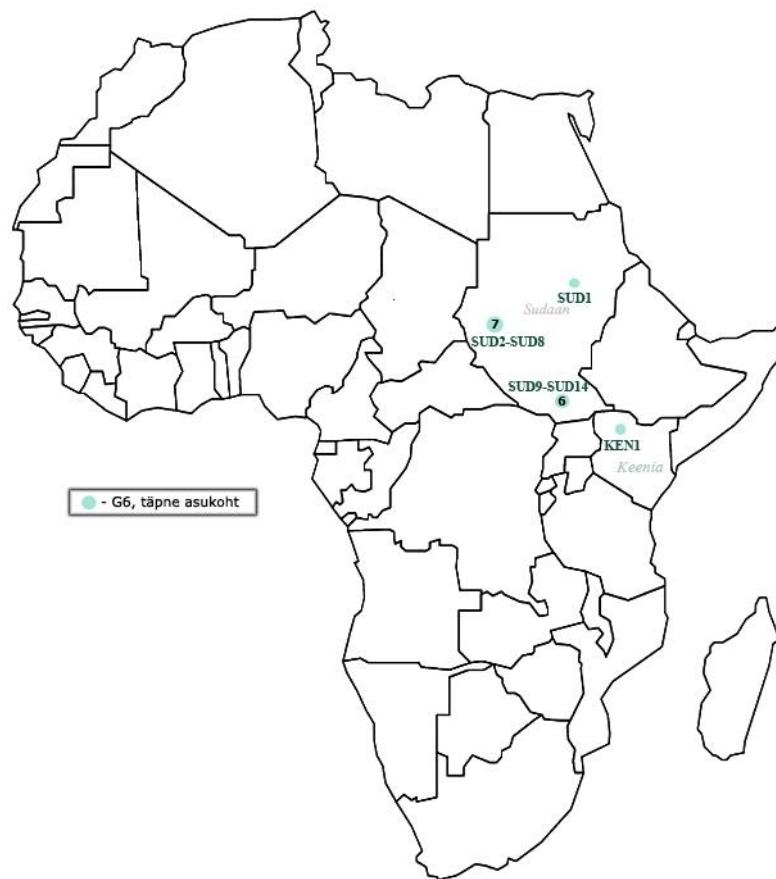 SUD1
Sudaan
7
SUD2-SUD8
SUD9-SUD14
6
KEN1
Keenia
- G6, täpne asukoht